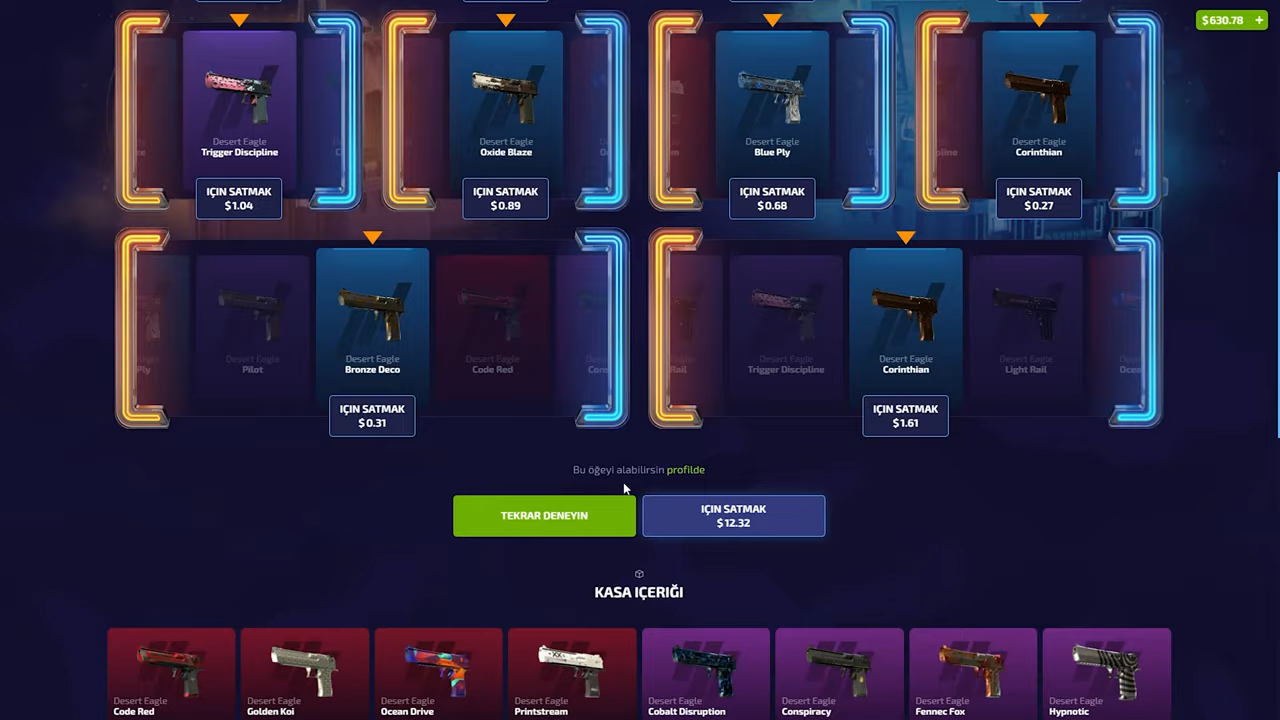 $630.78 +
Desert Eagle
Trigger Discipline
IÇIN SATMAK
$1.04
Desert Eagle
Oxide Blaze
IÇIN SATMAK
$0.89
Desert Eagle
Blue Ply
IÇIN SATMAK
$0.68
Desert Eagle
Corinthian
IÇIN SATMAK
$0.27
Ply
Desert Eagle
Pilot
Desert Eagle
Bronze Deco
IÇIN SATMAK
$0.31
Desert Eagle
Code Red
Rail
Desert Eagle
Trigger Discipline
Desert Eagle
Corinthian
IÇIN SATMAK
$1.61
Desert Eagle
Light Rail
Bu öğeyi alabilirsin profilde
TEKRAR DENEYIN
IÇIN SATMAK
$12.32
KASA IÇERIĞI
Desert Eagle
Code Red
Desert Eagle
Golden Koi
Desert Eagle
Ocean Drive
Desert Eagle
Printstream
Desert Eagle
Cobalt Disruption
Desert Eagle
Conspiracy
Desert Eagle
Fennec Fox
Desert Eagle
Hypnotic